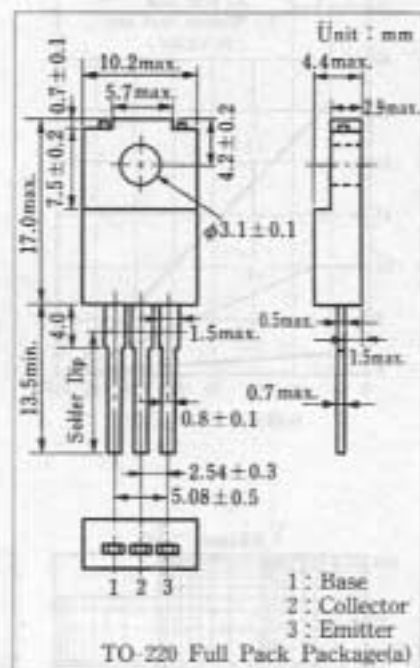 Unit : mm
10.2max.
4.4max.
5.7max.
2.9max.
0.7±0.1
4.2±0.2
7.5±0.2
17.0max.
φ3.1±0.1
4.0
0.5max.
1.5max.
1.5max.
13.5min.
Solder Dip
0.7max.
0.8±0.1
2.54±0.3
5.08±0.5
1 2 3
1 : Base
2 : Collector
3 : Emitter
TO-220 Full Pack Package(a)